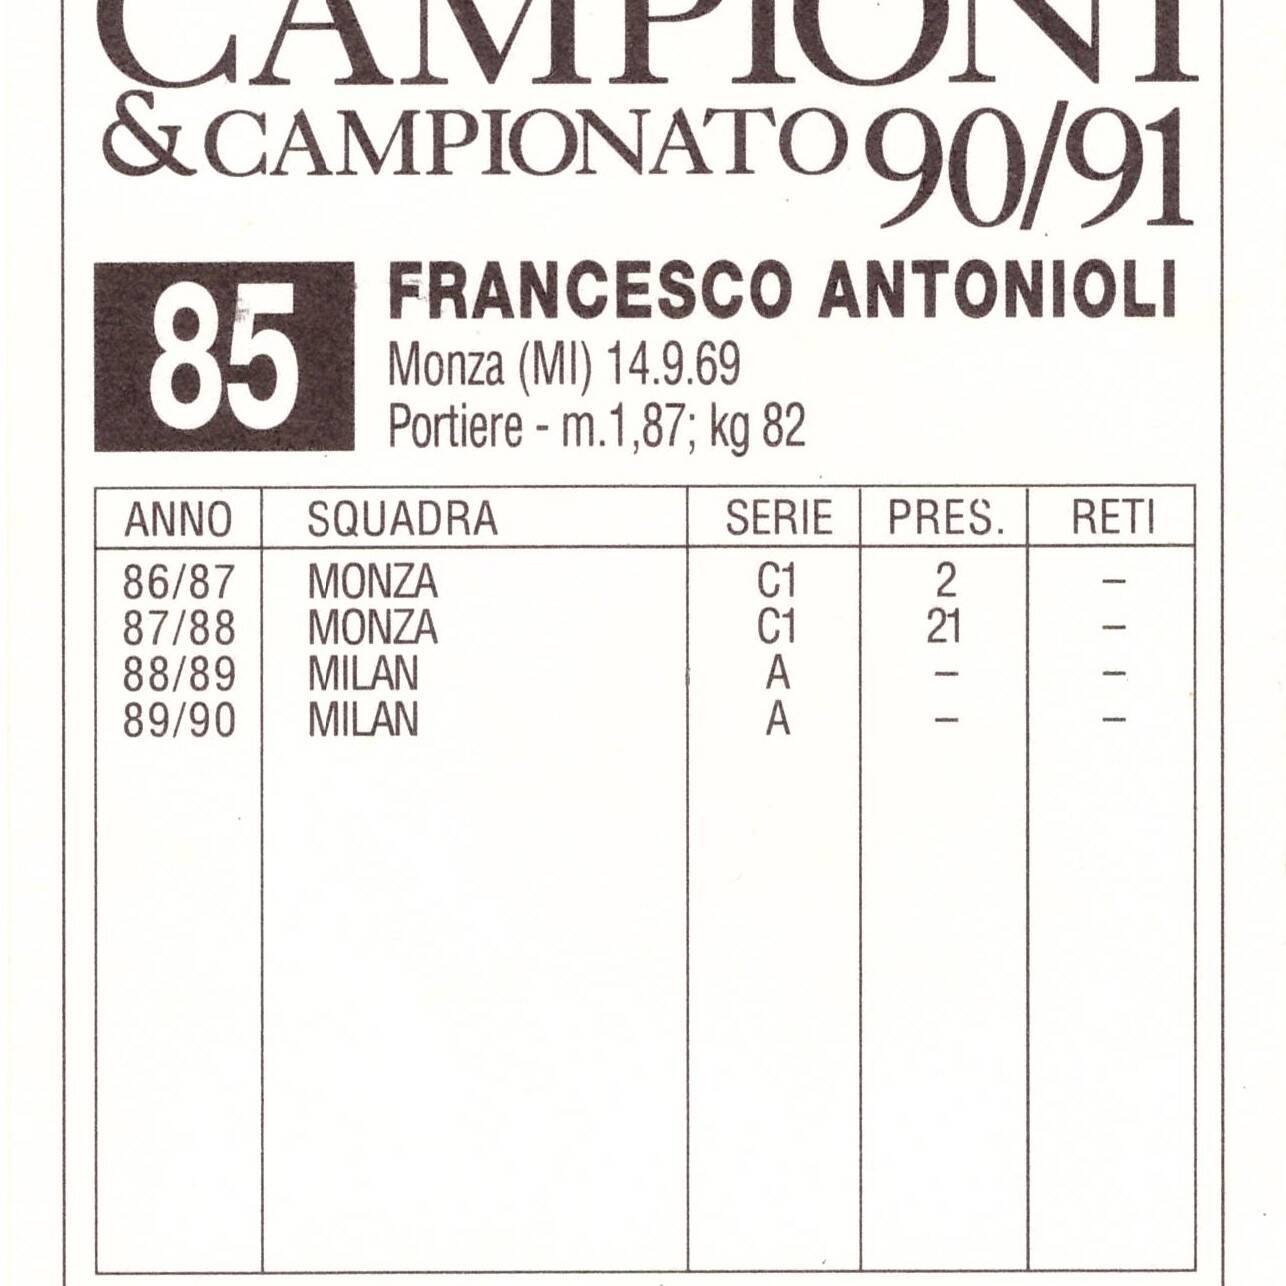 CAMPIONI
& CAMPIONATO 90/91
85
FRANCESCO ANTONIOLI
Monza (MI) 14.9.69
Portiere - m.1,87; kg 82
ANNO SQUADRA SERIE PRES. RETI
86/87 MONZA C1 2 –
87/88 MONZA C1 21 –
88/89 MILAN A – –
89/90 MILAN A – –